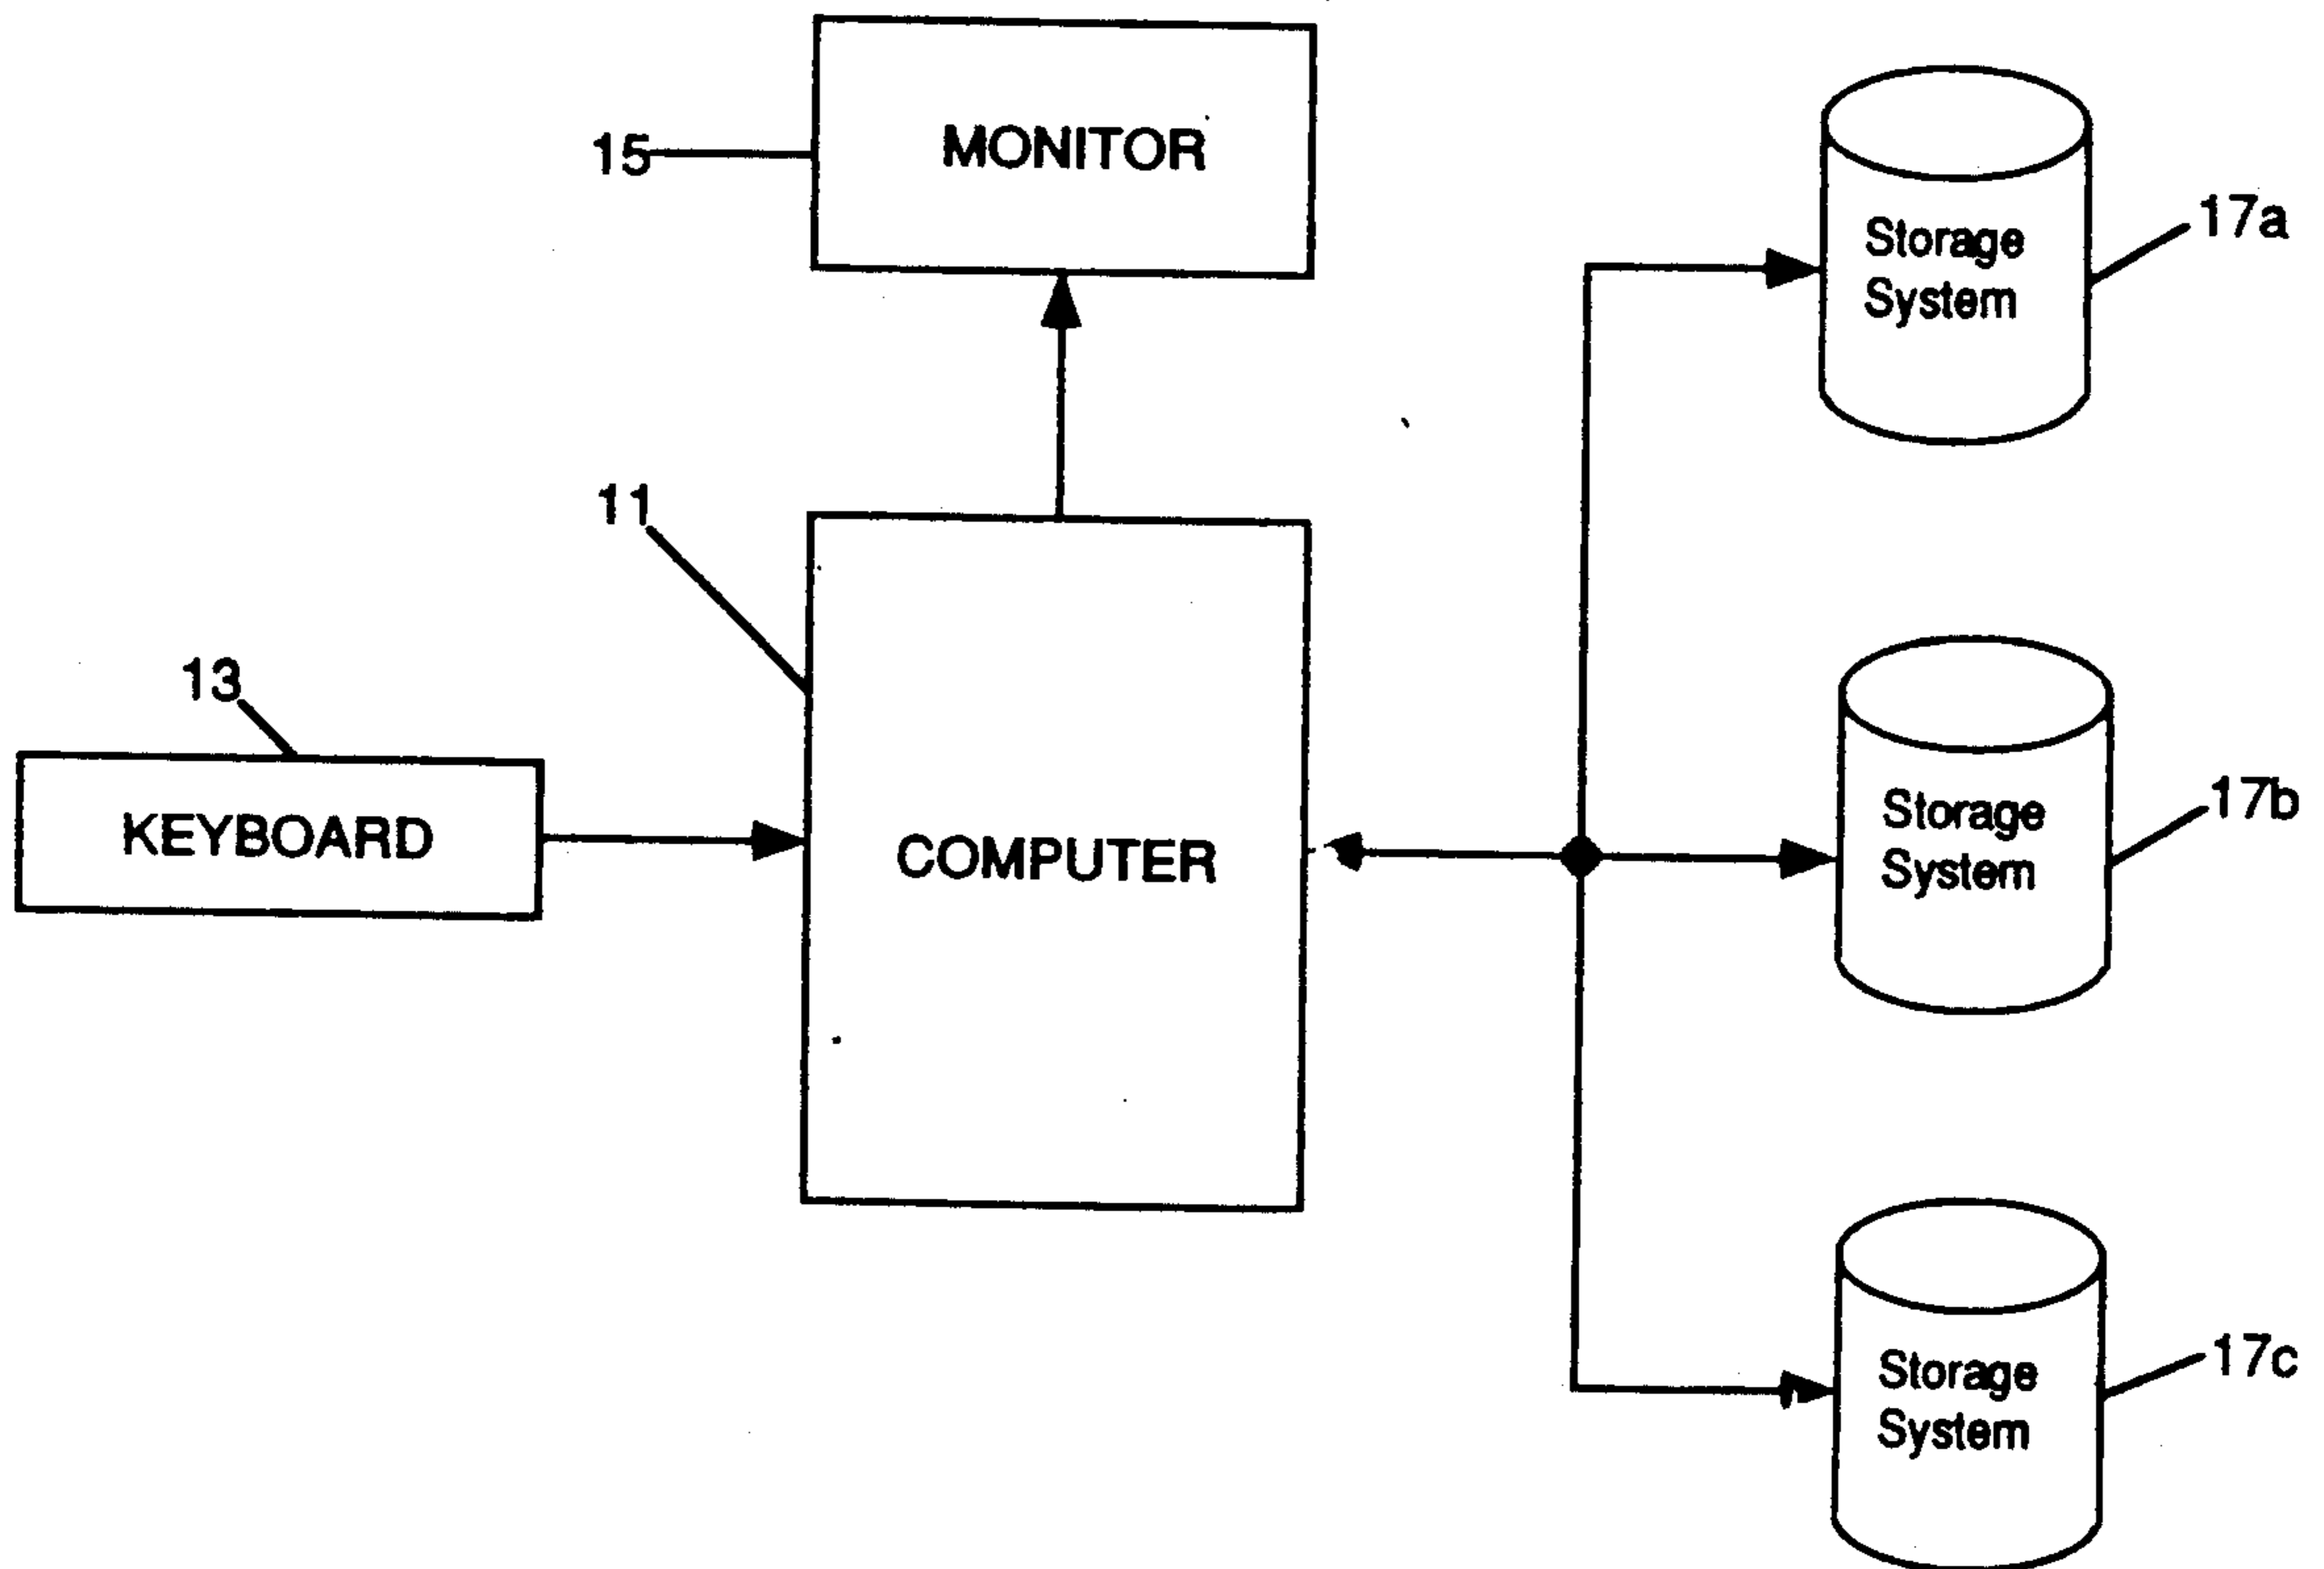 MONITOR
15
Storage
System
17a
11
13
KEYBOARD
COMPUTER
Storage
System
17b
Storage
System
17c